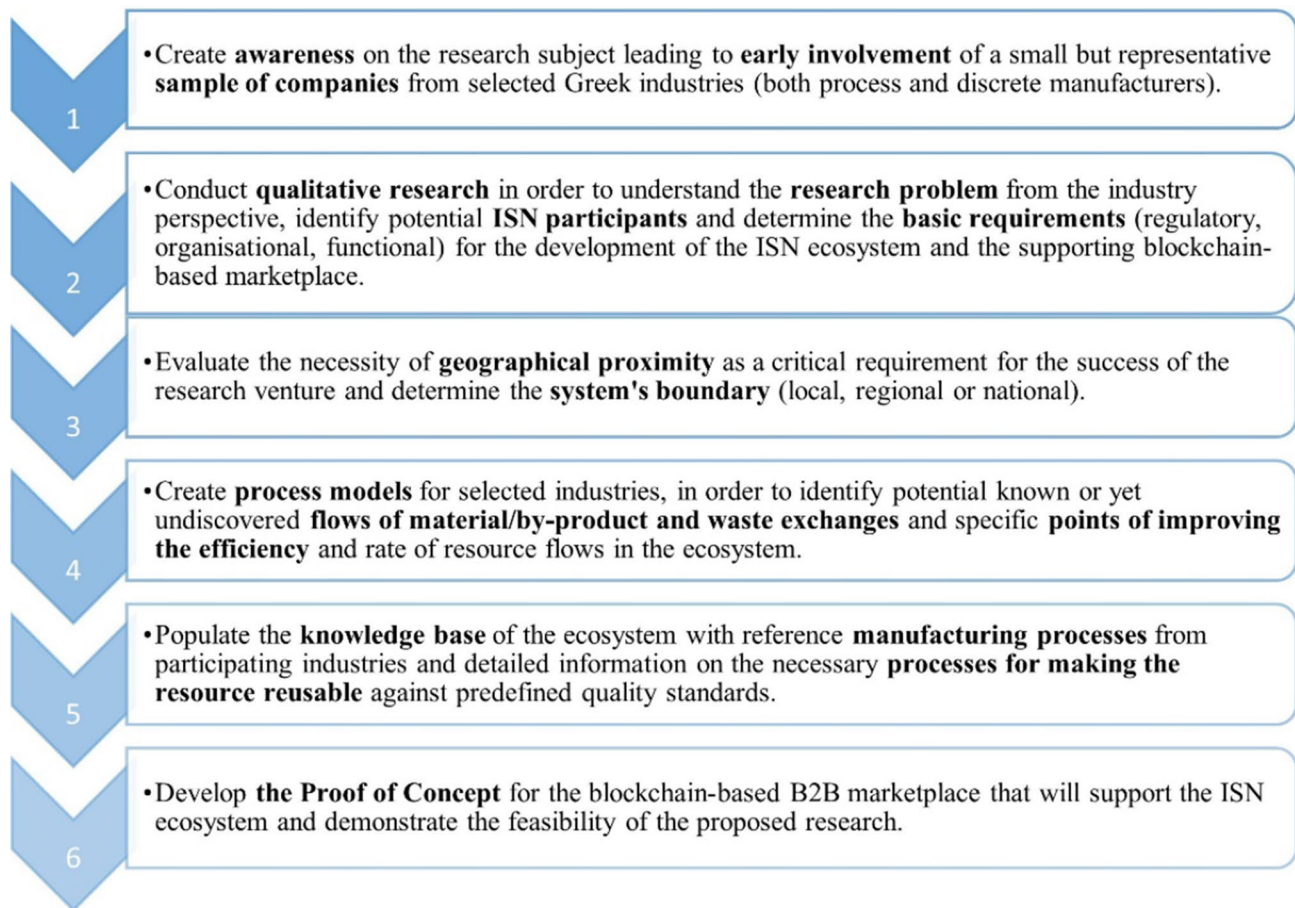 1
•Create awareness on the research subject leading to early involvement of a small but representative
sample of companies from selected Greek industries (both process and discrete manufacturers).
2
•Conduct qualitative research in order to understand the research problem from the industry
perspective, identify potential ISN participants and determine the basic requirements (regulatory,
organisational, functional) for the development of the ISN ecosystem and the supporting blockchain-
based marketplace.
3
•Evaluate the necessity of geographical proximity as a critical requirement for the success of the
research venture and determine the system's boundary (local, regional or national).
4
•Create process models for selected industries, in order to identify potential known or yet
undiscovered flows of material/by-product and waste exchanges and specific points of improving
the efficiency and rate of resource flows in the ecosystem.
5
•Populate the knowledge base of the ecosystem with reference manufacturing processes from
participating industries and detailed information on the necessary processes for making the
resource reusable against predefined quality standards.
6
•Develop the Proof of Concept for the blockchain-based B2B marketplace that will support the ISN
ecosystem and demonstrate the feasibility of the proposed research.